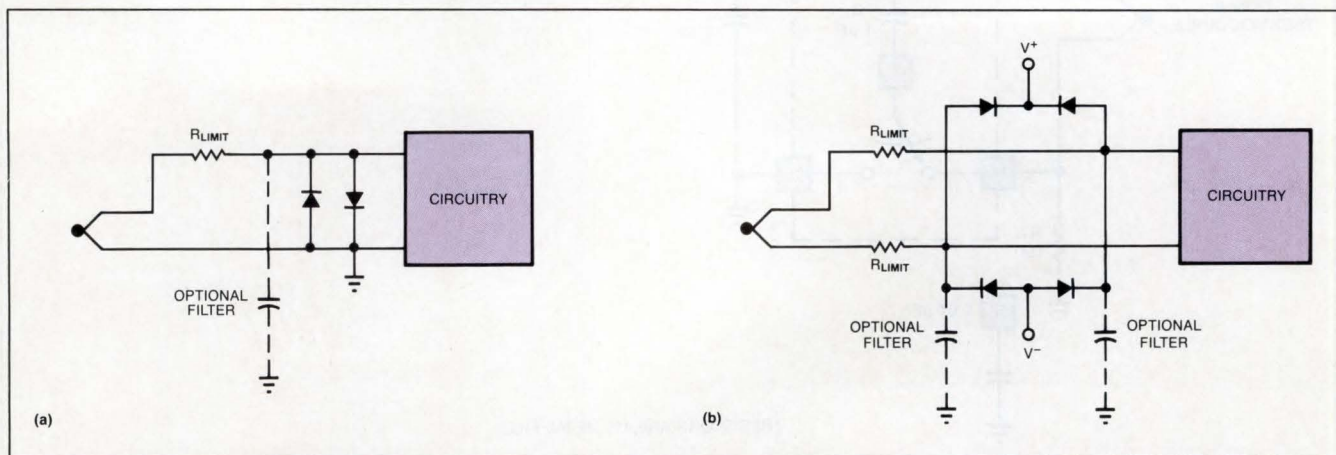 RLIMIT
OPTIONAL
FILTER
CIRCUITRY
(a)
V+
RLIMIT
RLIMIT
CIRCUITRY
OPTIONAL
FILTER
V−
OPTIONAL
FILTER
(b)